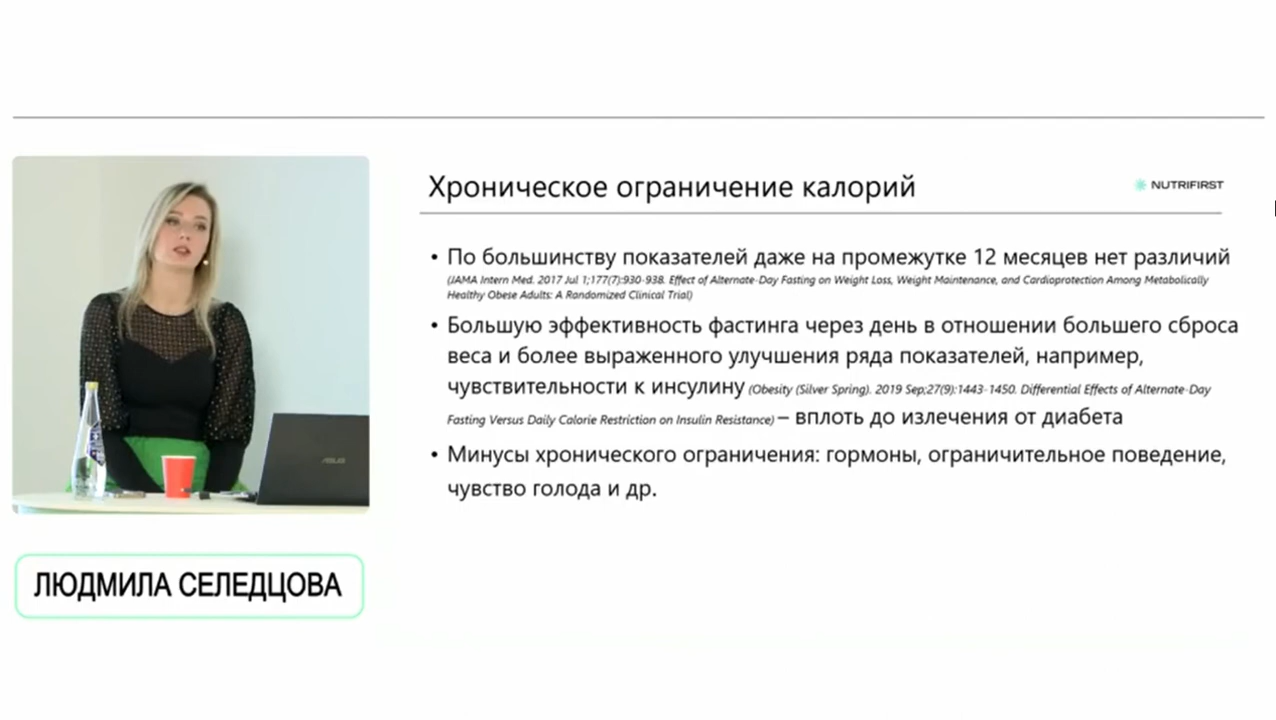 Хроническое ограничение калорий
NUTRIFIRST
• По большинству показателей даже на промежутке 12 месяцев нет различий
(JAMA Intern Med. 2017 Jul 1;177(7):930-938. Effect of Alternate-Day Fasting on Weight Loss, Weight Maintenance, and Cardioprotection Among Metabolically
Healthy Obese Adults: A Randomized Clinical Trial)
• Большую эффективность фастинга через день в отношении большего сброса
веса и более выраженного улучшения ряда показателей, например,
чувствительности к инсулину (Obesity (Silver Spring). 2019 Sep;27(9):1443-1450. Differential Effects of Alternate-Day
Fasting Versus Daily Calorie Restriction on Insulin Resistance) – вплоть до излечения от диабета
• Минусы хронического ограничения: гормоны, ограничительное поведение,
чувство голода и др.
ASUS
ЛЮДМИЛА СЕЛЕДЦОВА